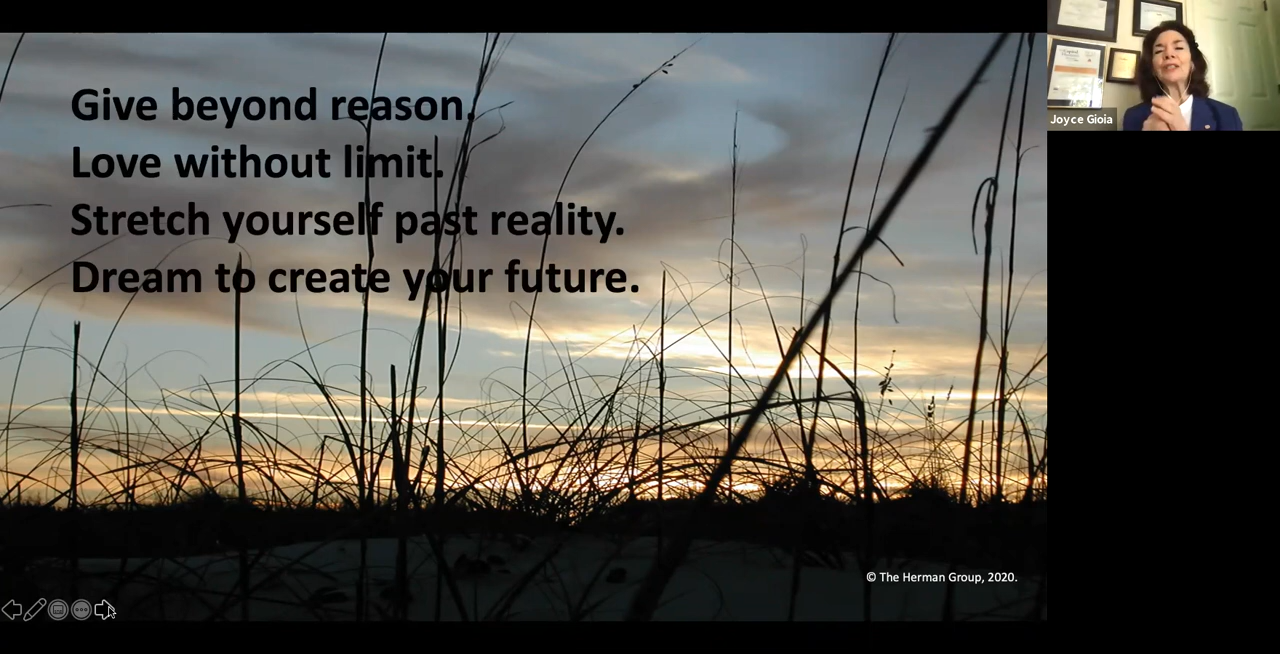 Give beyond reason.
Love without limit.
Stretch yourself past reality.
Dream to create your future.
© The Herman Group, 2020.
Joyce Gioia